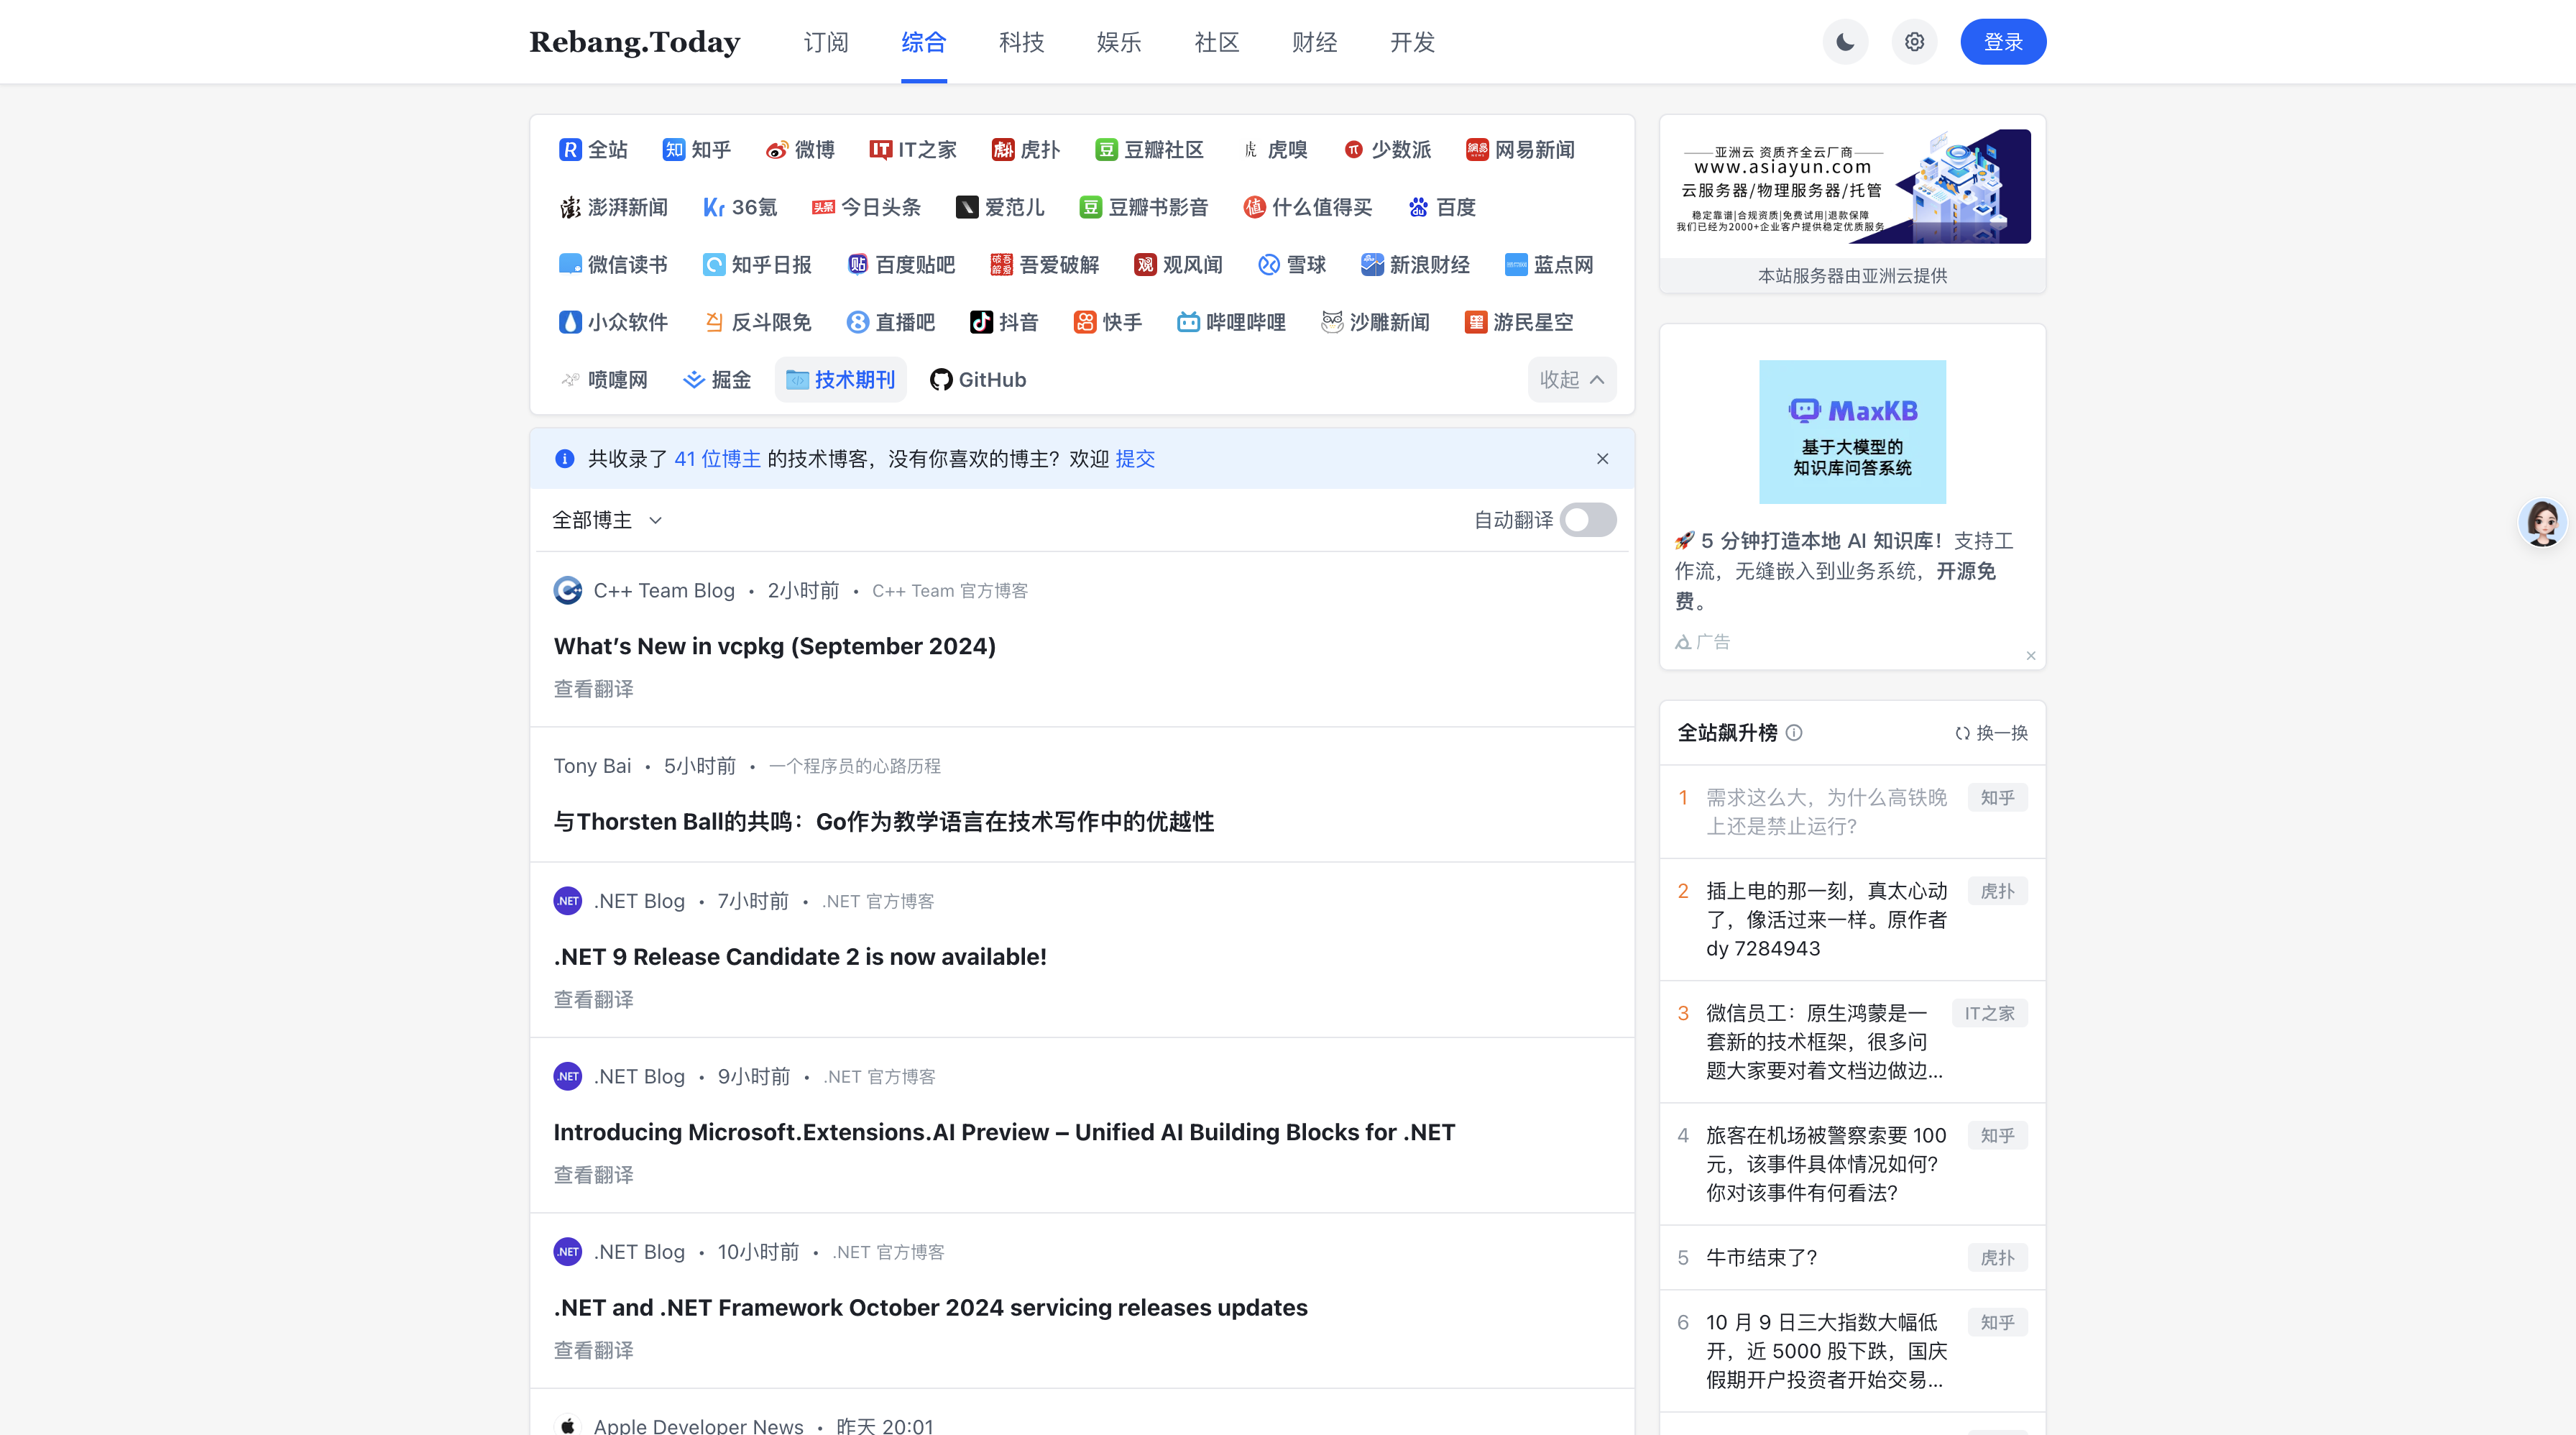 Rebang.Today
订阅
综合
科技
娱乐
社区
财经
开发
登录
全站
知乎
微博
IT之家
虎扑
豆瓣社区
虎嗅
少数派
网易新闻
澎湃新闻
36氪
今日头条
爱范儿
豆瓣书影音
什么值得买
百度
微信读书
知乎日报
百度贴吧
吾爱破解
观风闻
雪球
新浪财经
蓝点网
小众软件
反斗限免
直播吧
抖音
快手
哔哩哔哩
沙雕新闻
游民星空
喷嚏网
掘金
技术期刊
GitHub
收起
共收录了 41 位博主 的技术博客，没有你喜欢的博主？欢迎 提交
全部博主
自动翻译
C++ Team Blog • 2小时前 • C++ Team 官方博客
What’s New in vcpkg (September 2024)
查看翻译
Tony Bai • 5小时前 • 一个程序员的心路历程
与Thorsten Ball的共鸣：Go作为教学语言在技术写作中的优越性
.NET Blog • 7小时前 • .NET 官方博客
.NET 9 Release Candidate 2 is now available!
查看翻译
.NET Blog • 9小时前 • .NET 官方博客
Introducing Microsoft.Extensions.AI Preview – Unified AI Building Blocks for .NET
查看翻译
.NET Blog • 10小时前 • .NET 官方博客
.NET and .NET Framework October 2024 servicing releases updates
查看翻译
Apple Developer News • 昨天 20:01
亚洲云 资质齐全云厂商
www.asiayun.com
云服务器/物理服务器/托管
稳定靠谱|合规资质|免费试用|退款保障
我们已经为2000+企业客户提供稳定优质服务
本站服务器由亚洲云提供
MaxKB
基于大模型的
知识库问答系统
🚀 5 分钟打造本地 AI 知识库！支持工
作流，无缝嵌入到业务系统，开源免
费。
广告
全站飙升榜
换一换
1 需求这么大，为什么高铁晚 知乎
上还是禁止运行？
2 插上电的那一刻，真太心动 虎扑
了，像活过来一样。原作者
dy 7284943
3 微信员工：原生鸿蒙是一 IT之家
套新的技术框架，很多问
题大家要对着文档边做边...
4 旅客在机场被警察索要 100 知乎
元，该事件具体情况如何？
你对该事件有何看法？
5 牛市结束了？ 虎扑
6 10 月 9 日三大指数大幅低 知乎
开，近 5000 股下跌，国庆
假期开户投资者开始交易...